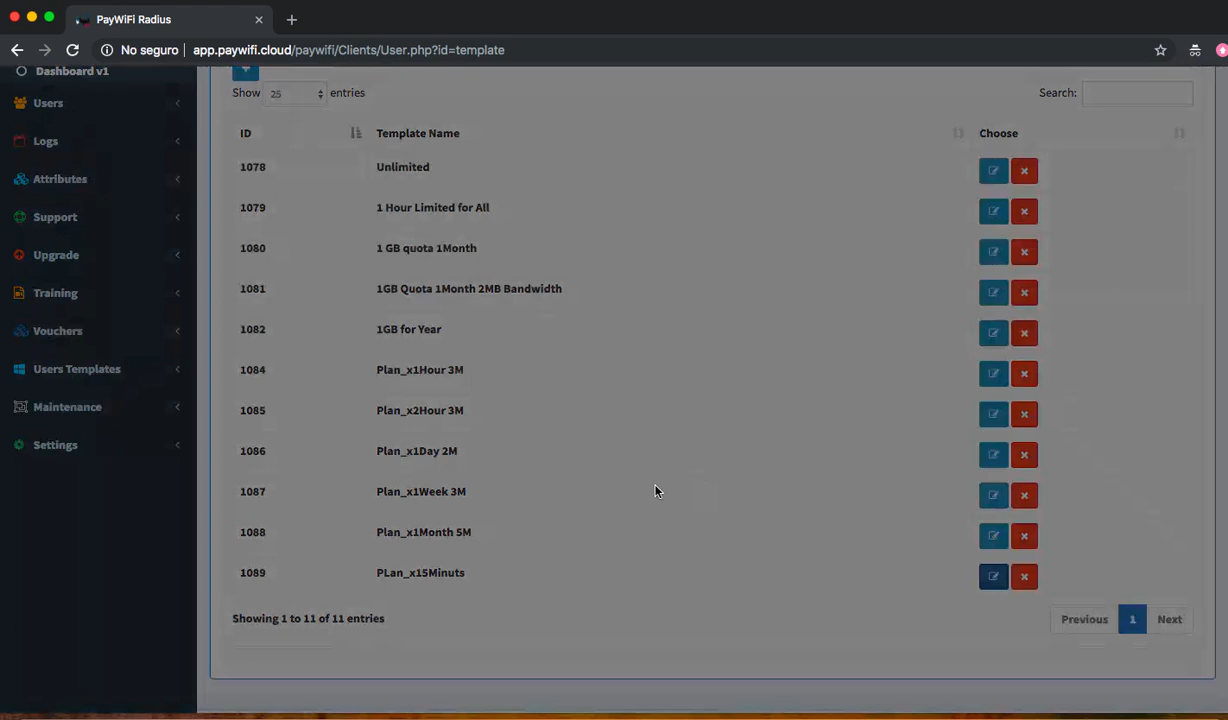 PayWiFi Radius
No seguro app.paywifi.cloud/paywifi/Clients/User.php?id=template
Dashboard v1
Users
Logs
Attributes
Support
Upgrade
Training
Vouchers
Users Templates
Maintenance
Settings
Show 25 entries
Search:
ID Template Name Choose
1078 Unlimited
1079 1 Hour Limited for All
1080 1 GB quota 1Month
1081 1GB Quota 1Month 2MB Bandwidth
1082 1GB for Year
1084 Plan_x1Hour 3M
1085 Plan_x2Hour 3M
1086 Plan_x1Day 2M
1087 Plan_x1Week 3M
1088 Plan_x1Month 5M
1089 PLan_x15Minuts
Showing 1 to 11 of 11 entries
Previous 1 Next